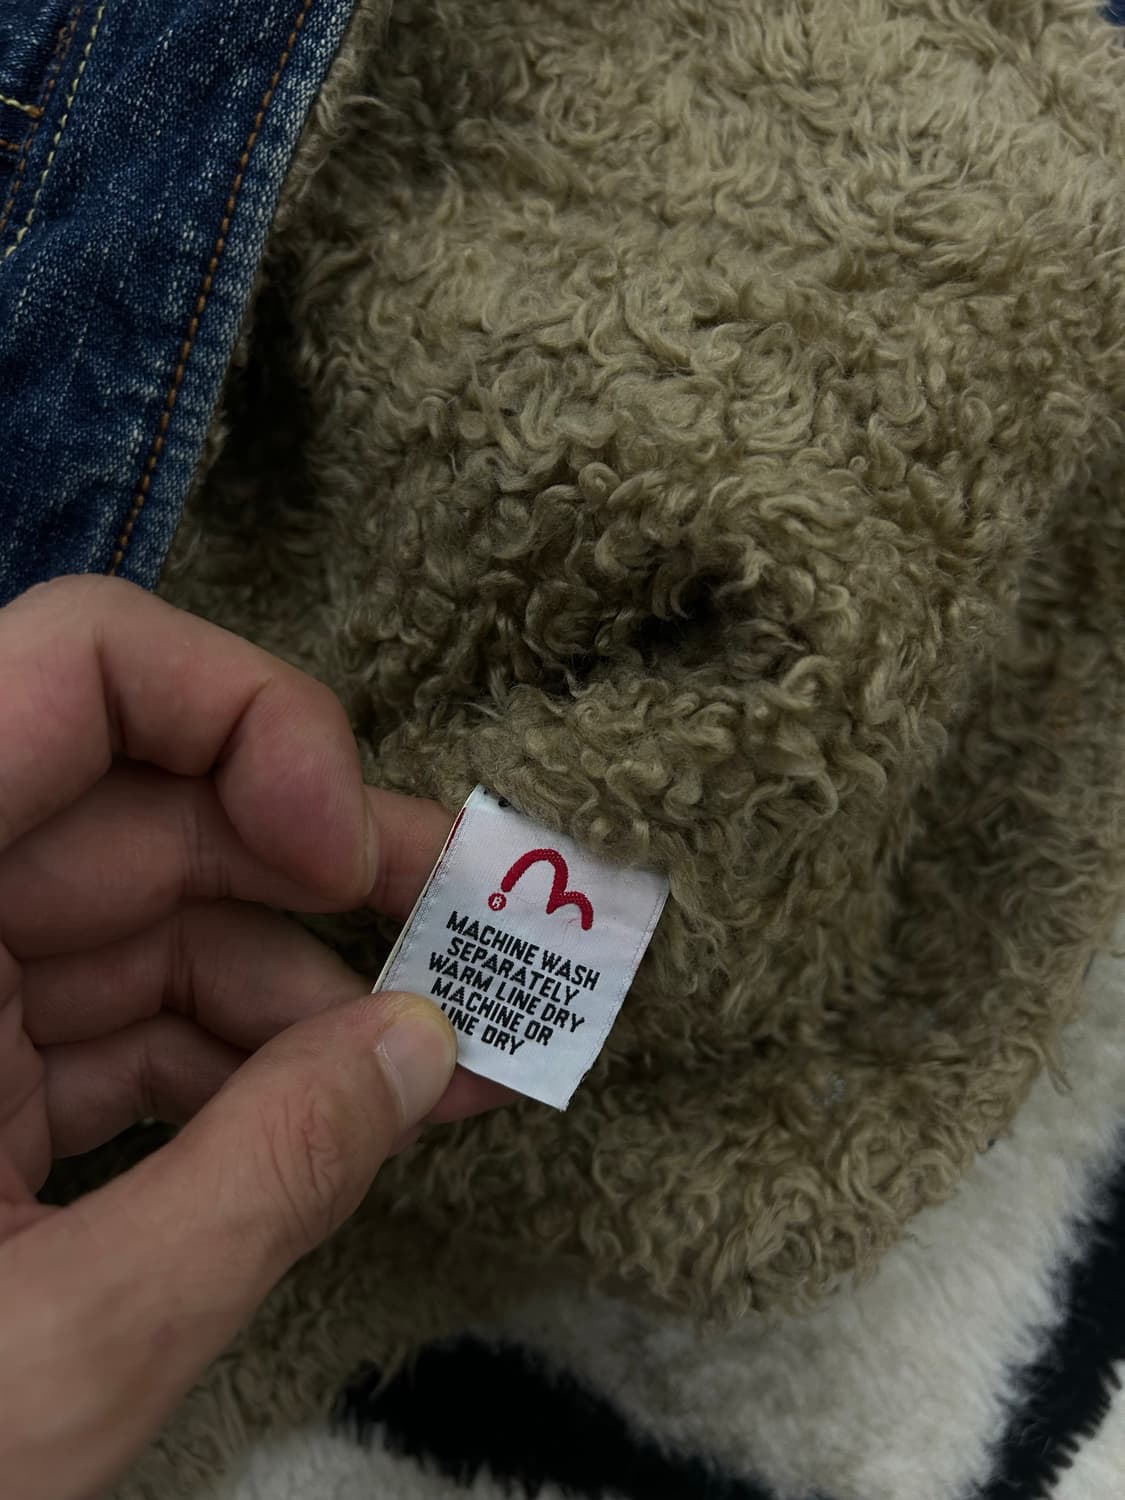 ®
MACHINE WASH
SEPARATELY
WARM LINE DRY
MACHINE OR
LINE DRY